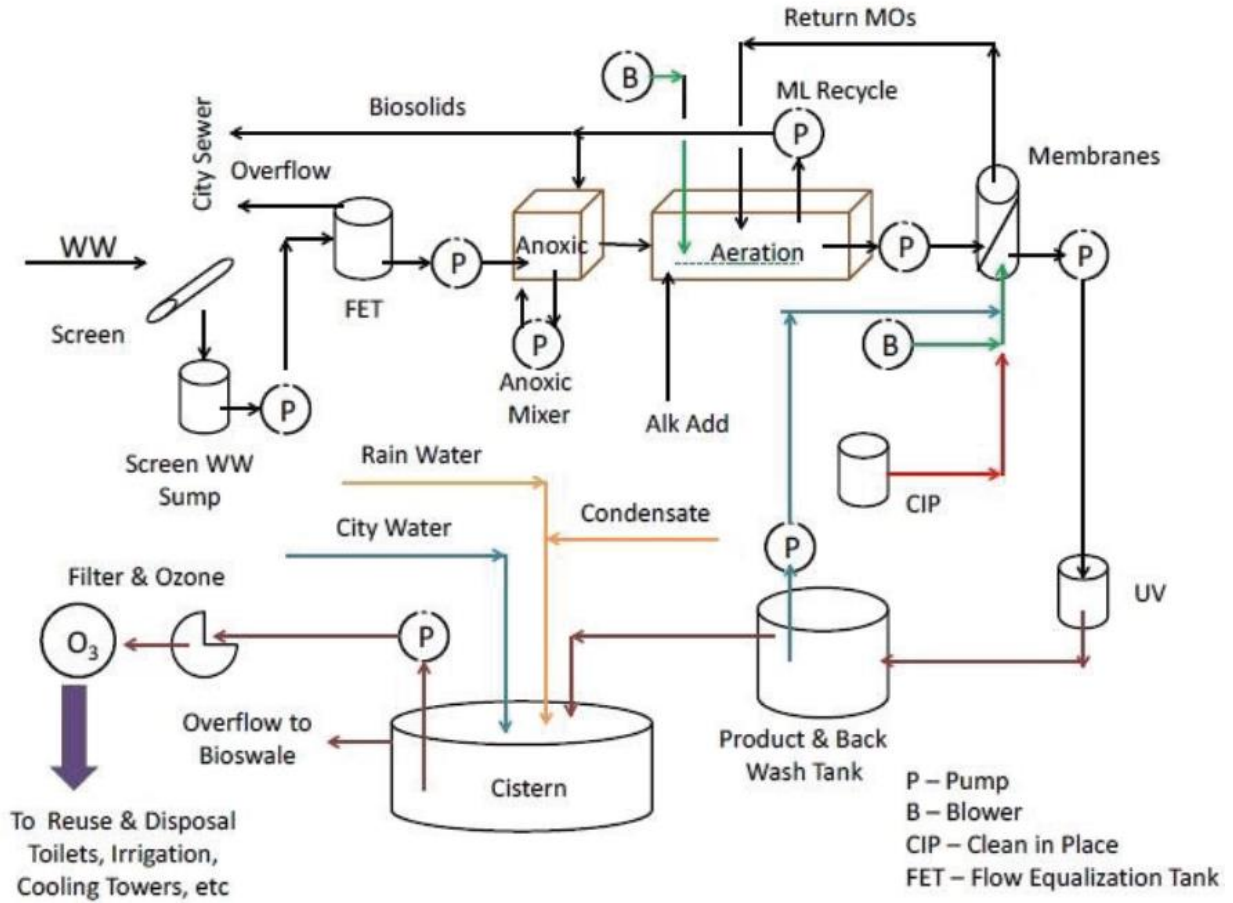 Return MOs
B
ML Recycle
Biosolids
P
City Sewer
Overflow
Membranes
WW
Anoxic
Aeration
P
P
P
FET
Screen
P
Anoxic
Mixer
B
Alk Add
P
Screen WW
Sump
Rain Water
CIP
Condensate
City Water
P
Filter & Ozone
UV
O3
P
Overflow to
Bioswale
Product & Back
Wash Tank
Cistern
P – Pump
B – Blower
CIP – Clean in Place
FET – Flow Equalization Tank
To Reuse & Disposal
Toilets, Irrigation,
Cooling Towers, etc